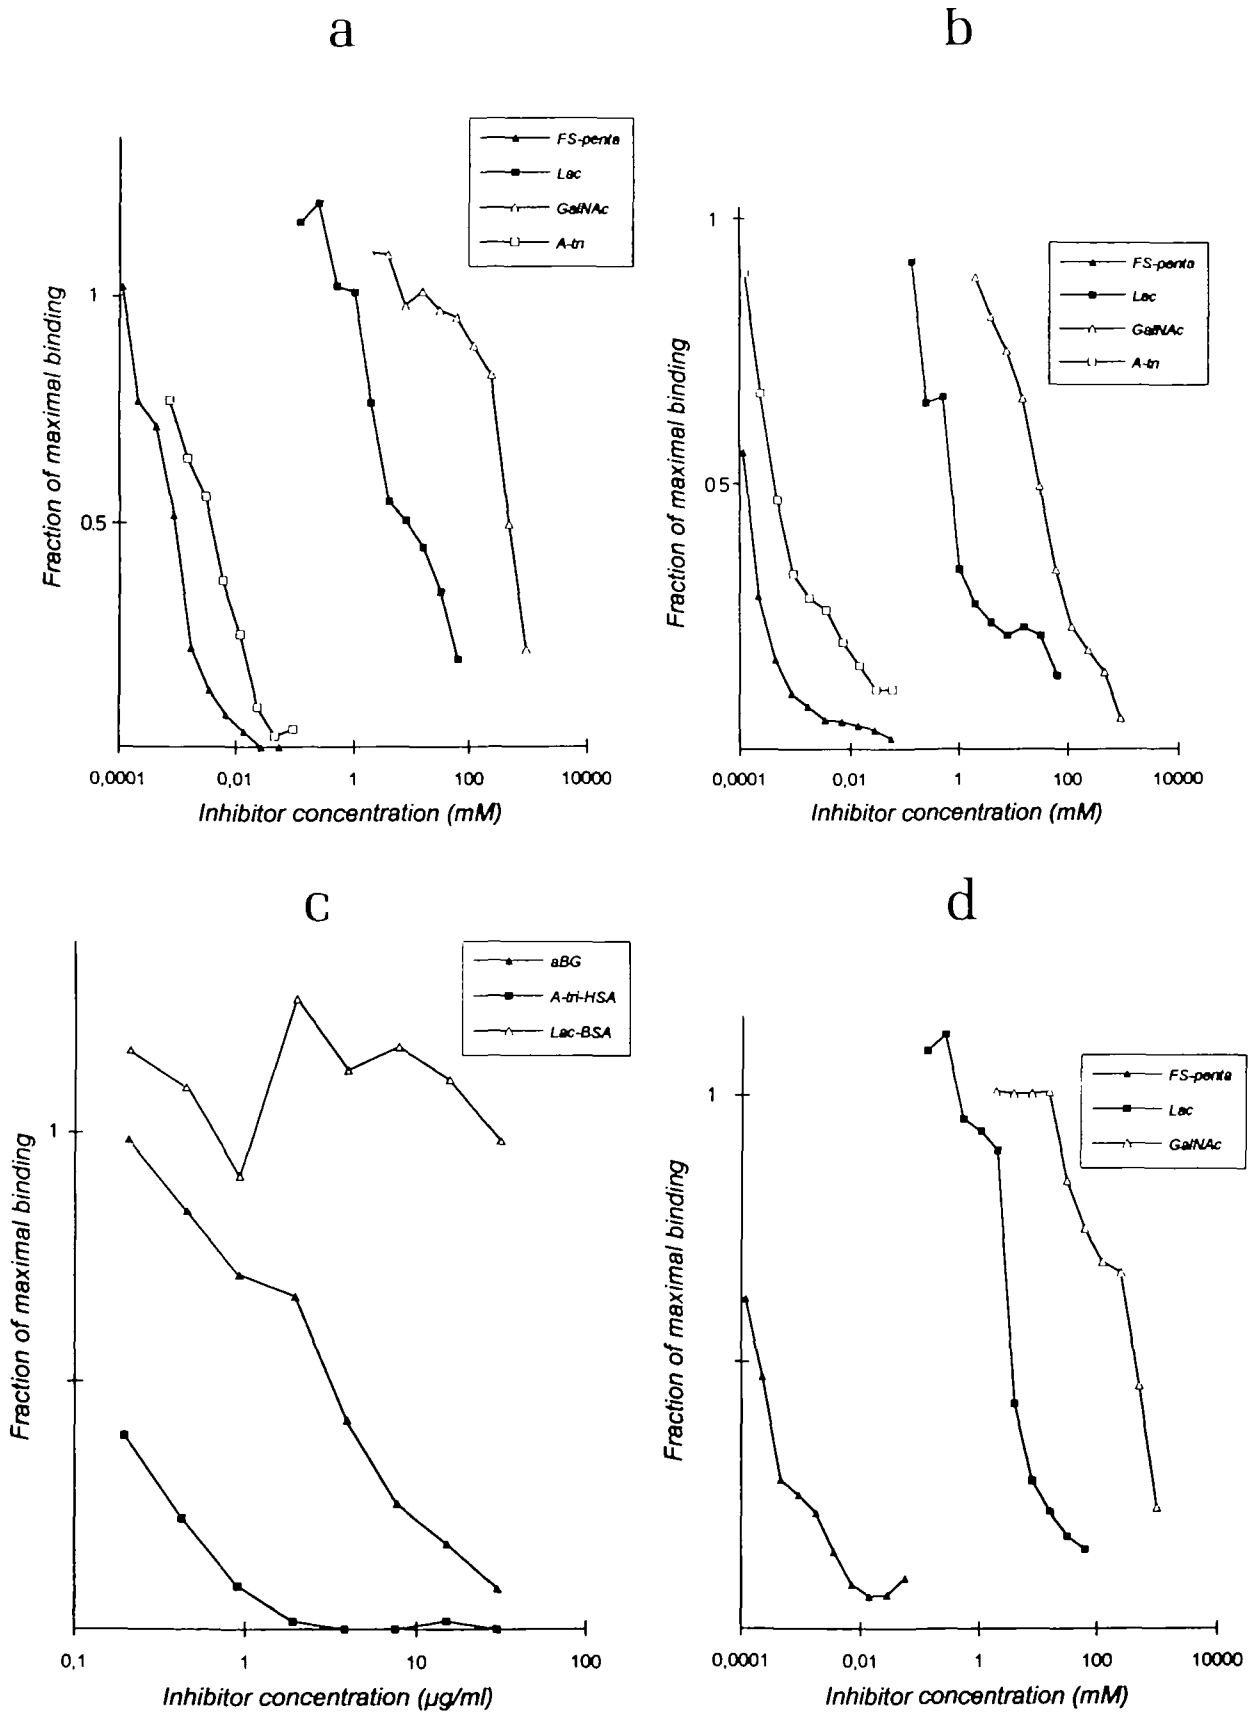 a
FS-penta
Lac
GalNAc
A-tri
Fraction of maximal binding
1
0.5
0,0001
0,01
1
100
10000
Inhibitor concentration (mM)
b
FS-penta
Lac
GalNAc
A-tri
Fraction of maximal binding
1
0 5
0,0001
0,01
1
100
10000
Inhibitor concentration (mM)
c
aBG
A-tri-HSA
Lac-BSA
Fraction of maximal binding
1
0,1
1
10
100
Inhibitor concentration (µg/ml)
d
FS-penta
Lac
GalNAc
Fraction of maximal binding
1
0,0001
0,01
1
100
10000
Inhibitor concentration (mM)